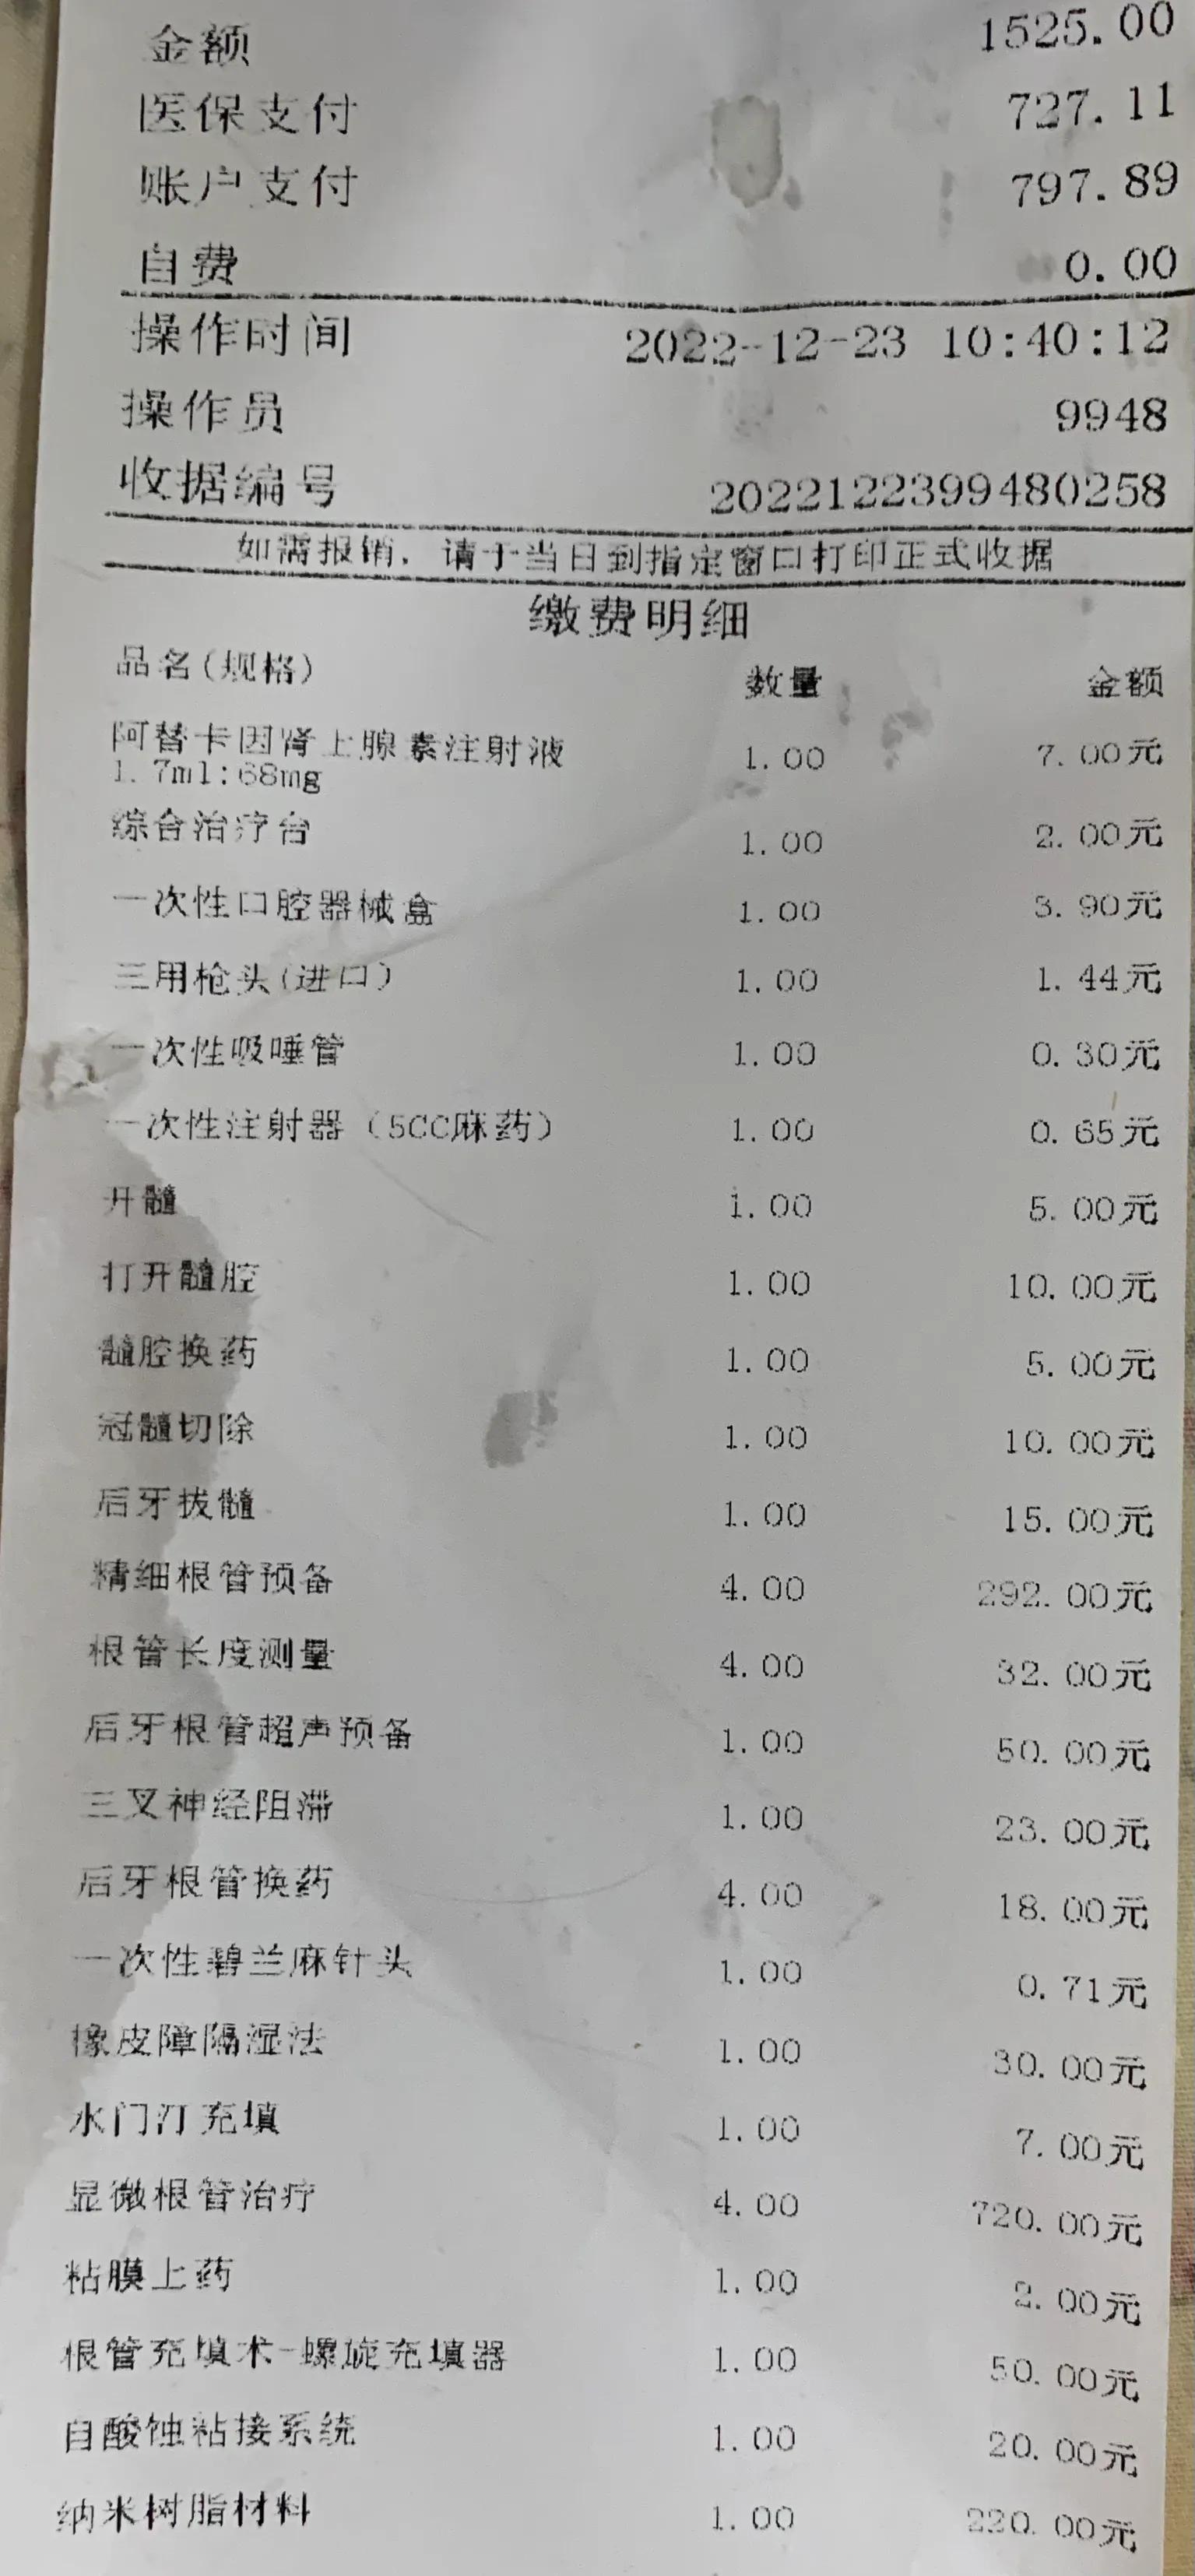 金额 1525.00
医保支付 727.11
账户支付 797.89
自费 0.00
操作时间 2022-12-23 10:40:12
操作员 9948
收据编号 2022122399480258
如需报销，请于当日到指定窗口打印正式收据
缴费明细
品名(规格) 数量 金额
阿替卡因肾上腺素注射液 1.00 7.00元
1.7ml:68mg
综合治疗台 1.00 2.00元
一次性口腔器械盒 1.00 3.90元
三用枪头(进口) 1.00 1.44元
一次性吸唾管 1.00 0.30元
一次性注射器（5CC麻药） 1.00 0.65元
开髓 1.00 5.00元
打开髓腔 1.00 10.00元
髓腔换药 1.00 5.00元
冠髓切除 1.00 10.00元
后牙拔髓 1.00 15.00元
精细根管预备 4.00 292.00元
根管长度测量 4.00 32.00元
后牙根管超声预备 1.00 50.00元
三叉神经阻滞 1.00 23.00元
后牙根管换药 4.00 18.00元
一次性碧兰麻针头 1.00 0.71元
橡皮障隔湿法 1.00 30.00元
水门汀充填 1.00 7.00元
显微根管治疗 4.00 720.00元
粘膜上药 1.00 2.00元
根管充填术-螺旋充填器 1.00 50.00元
自酸蚀粘接系统 1.00 20.00元
纳米树脂材料 1.00 220.00元